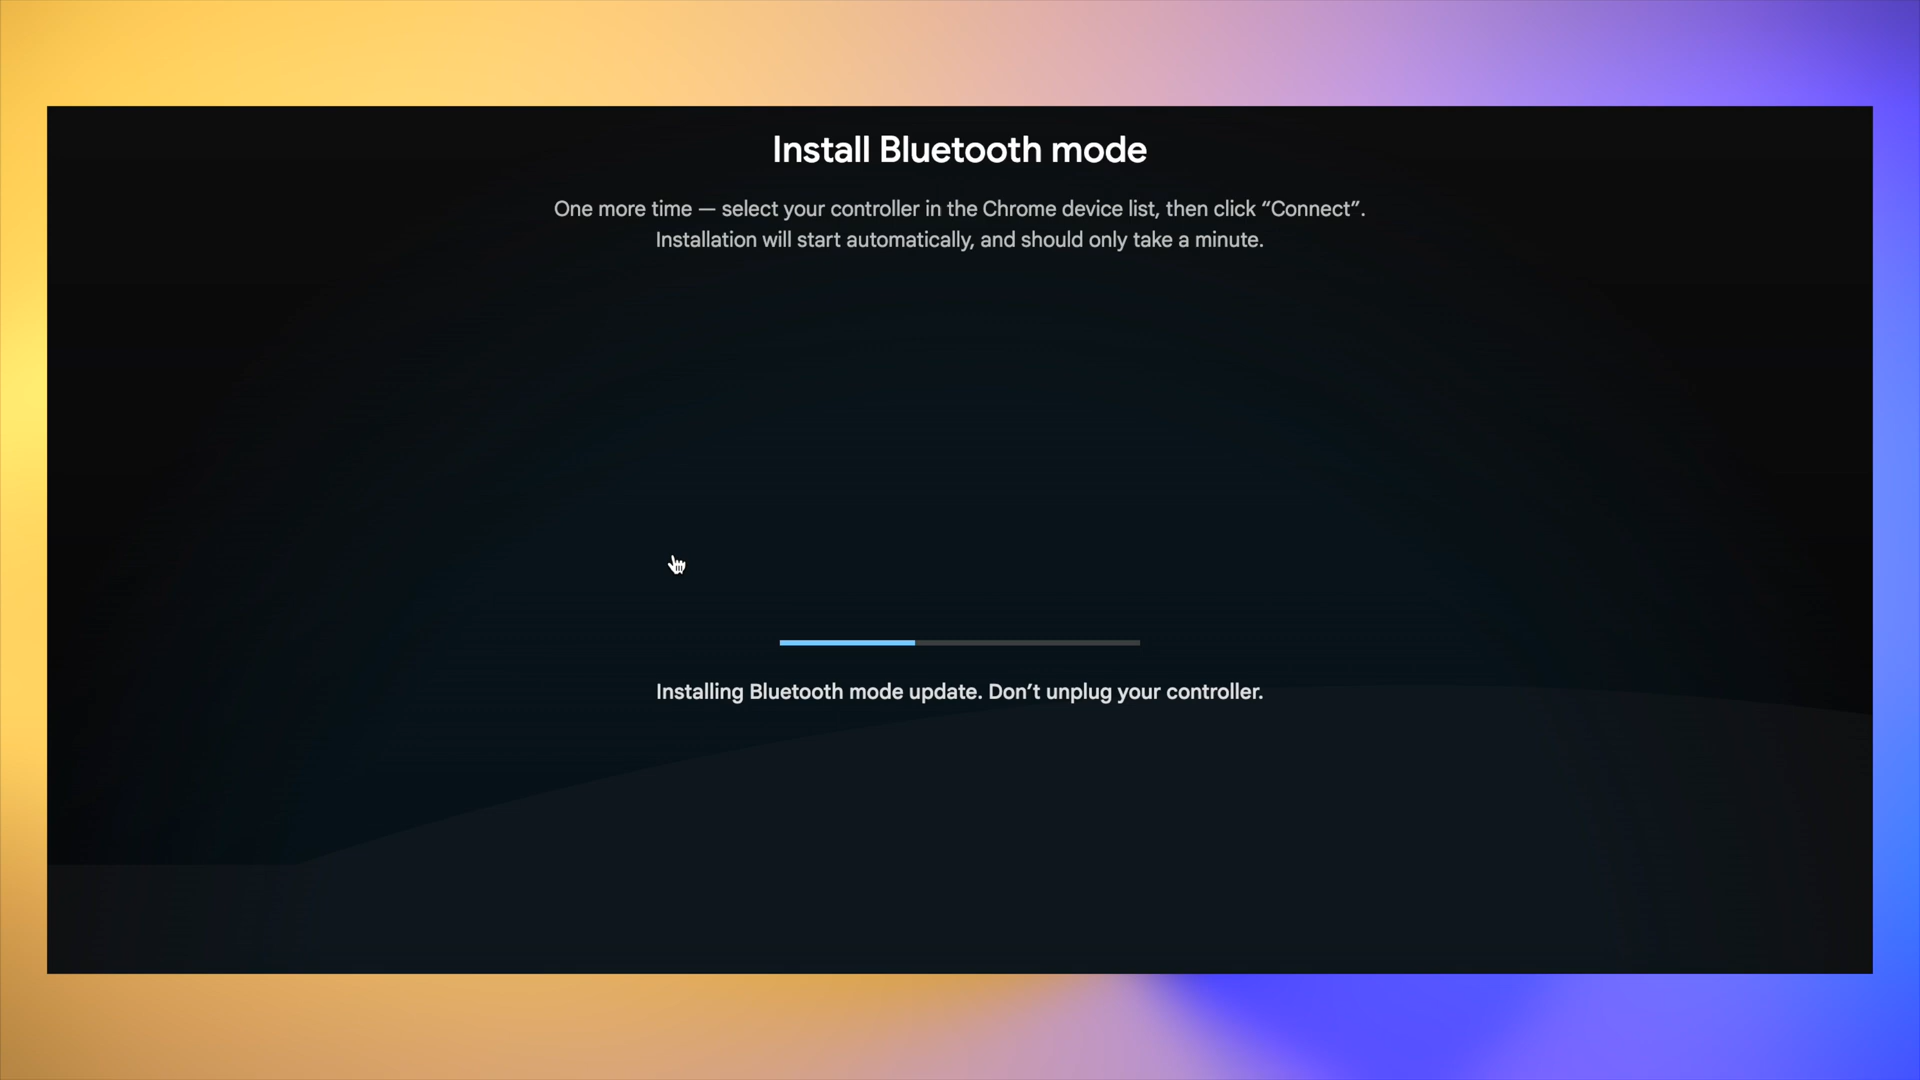 Install Bluetooth mode
One more time — select your controller in the Chrome device list, then click “Connect”.
Installation will start automatically, and should only take a minute.
Installing Bluetooth mode update. Don’t unplug your controller.